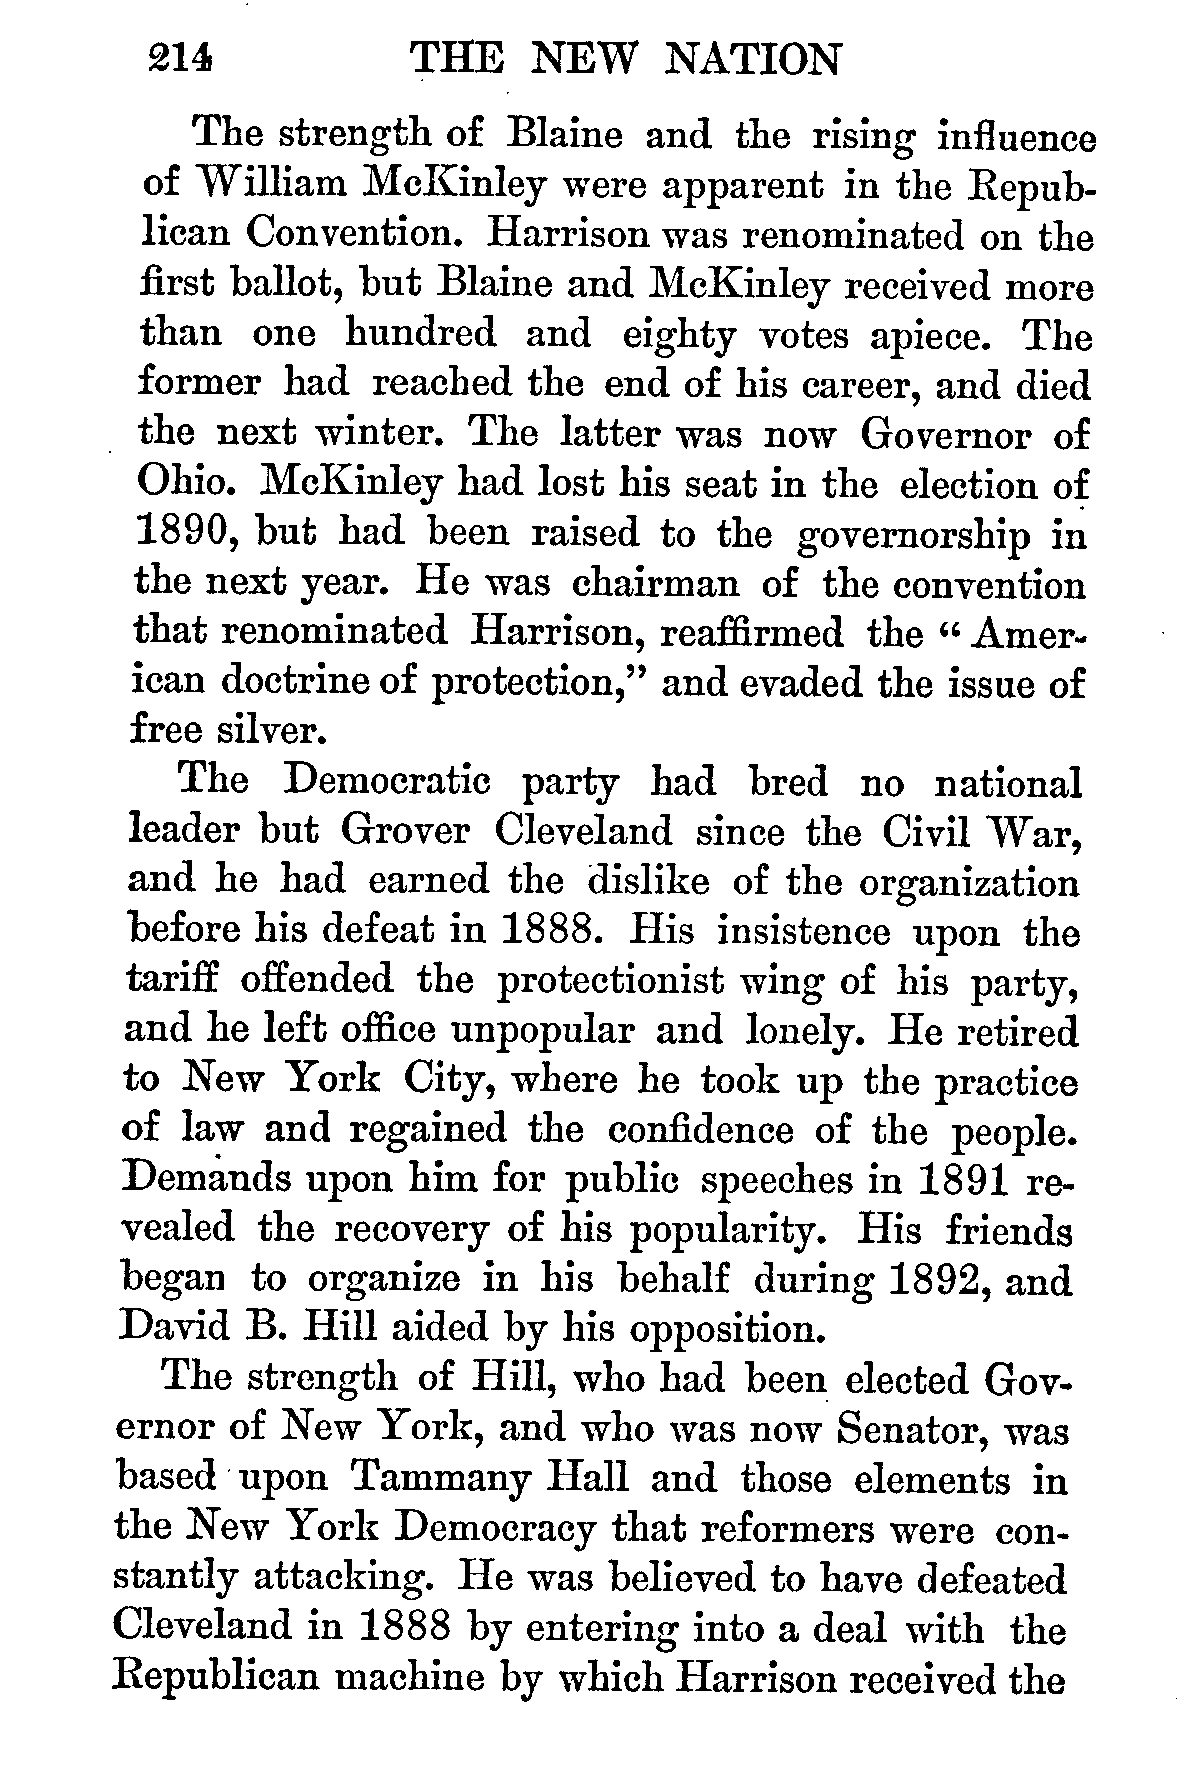 214 THE NEW NATION
The strength of Blaine and the rising influence
of William McKinley were apparent in the Repub-
lican Convention. Harrison was renominated on the
first ballot, but Blaine and McKinley received more
than one hundred and eighty votes apiece. The
former had reached the end of his career, and died
the next winter. The latter was now Governor of
Ohio. McKinley had lost his seat in the election of
1890, but had been raised to the governorship in
the next year. He was chairman of the convention
that renominated Harrison, reaffirmed the “ Amer-
ican doctrine of protection,” and evaded the issue of
free silver.
The Democratic party had bred no national
leader but Grover Cleveland since the Civil War,
and he had earned the dislike of the organization
before his defeat in 1888. His insistence upon the
tariff offended the protectionist wing of his party,
and he left office unpopular and lonely. He retired
to New York City, where he took up the practice
of law and regained the confidence of the people.
Demands upon him for public speeches in 1891 re-
vealed the recovery of his popularity. His friends
began to organize in his behalf during 1892, and
David B. Hill aided by his opposition.
The strength of Hill, who had been elected Gov-
ernor of New York, and who was now Senator, was
based upon Tammany Hall and those elements in
the New York Democracy that reformers were con-
stantly attacking. He was believed to have defeated
Cleveland in 1888 by entering into a deal with the
Republican machine by which Harrison received the